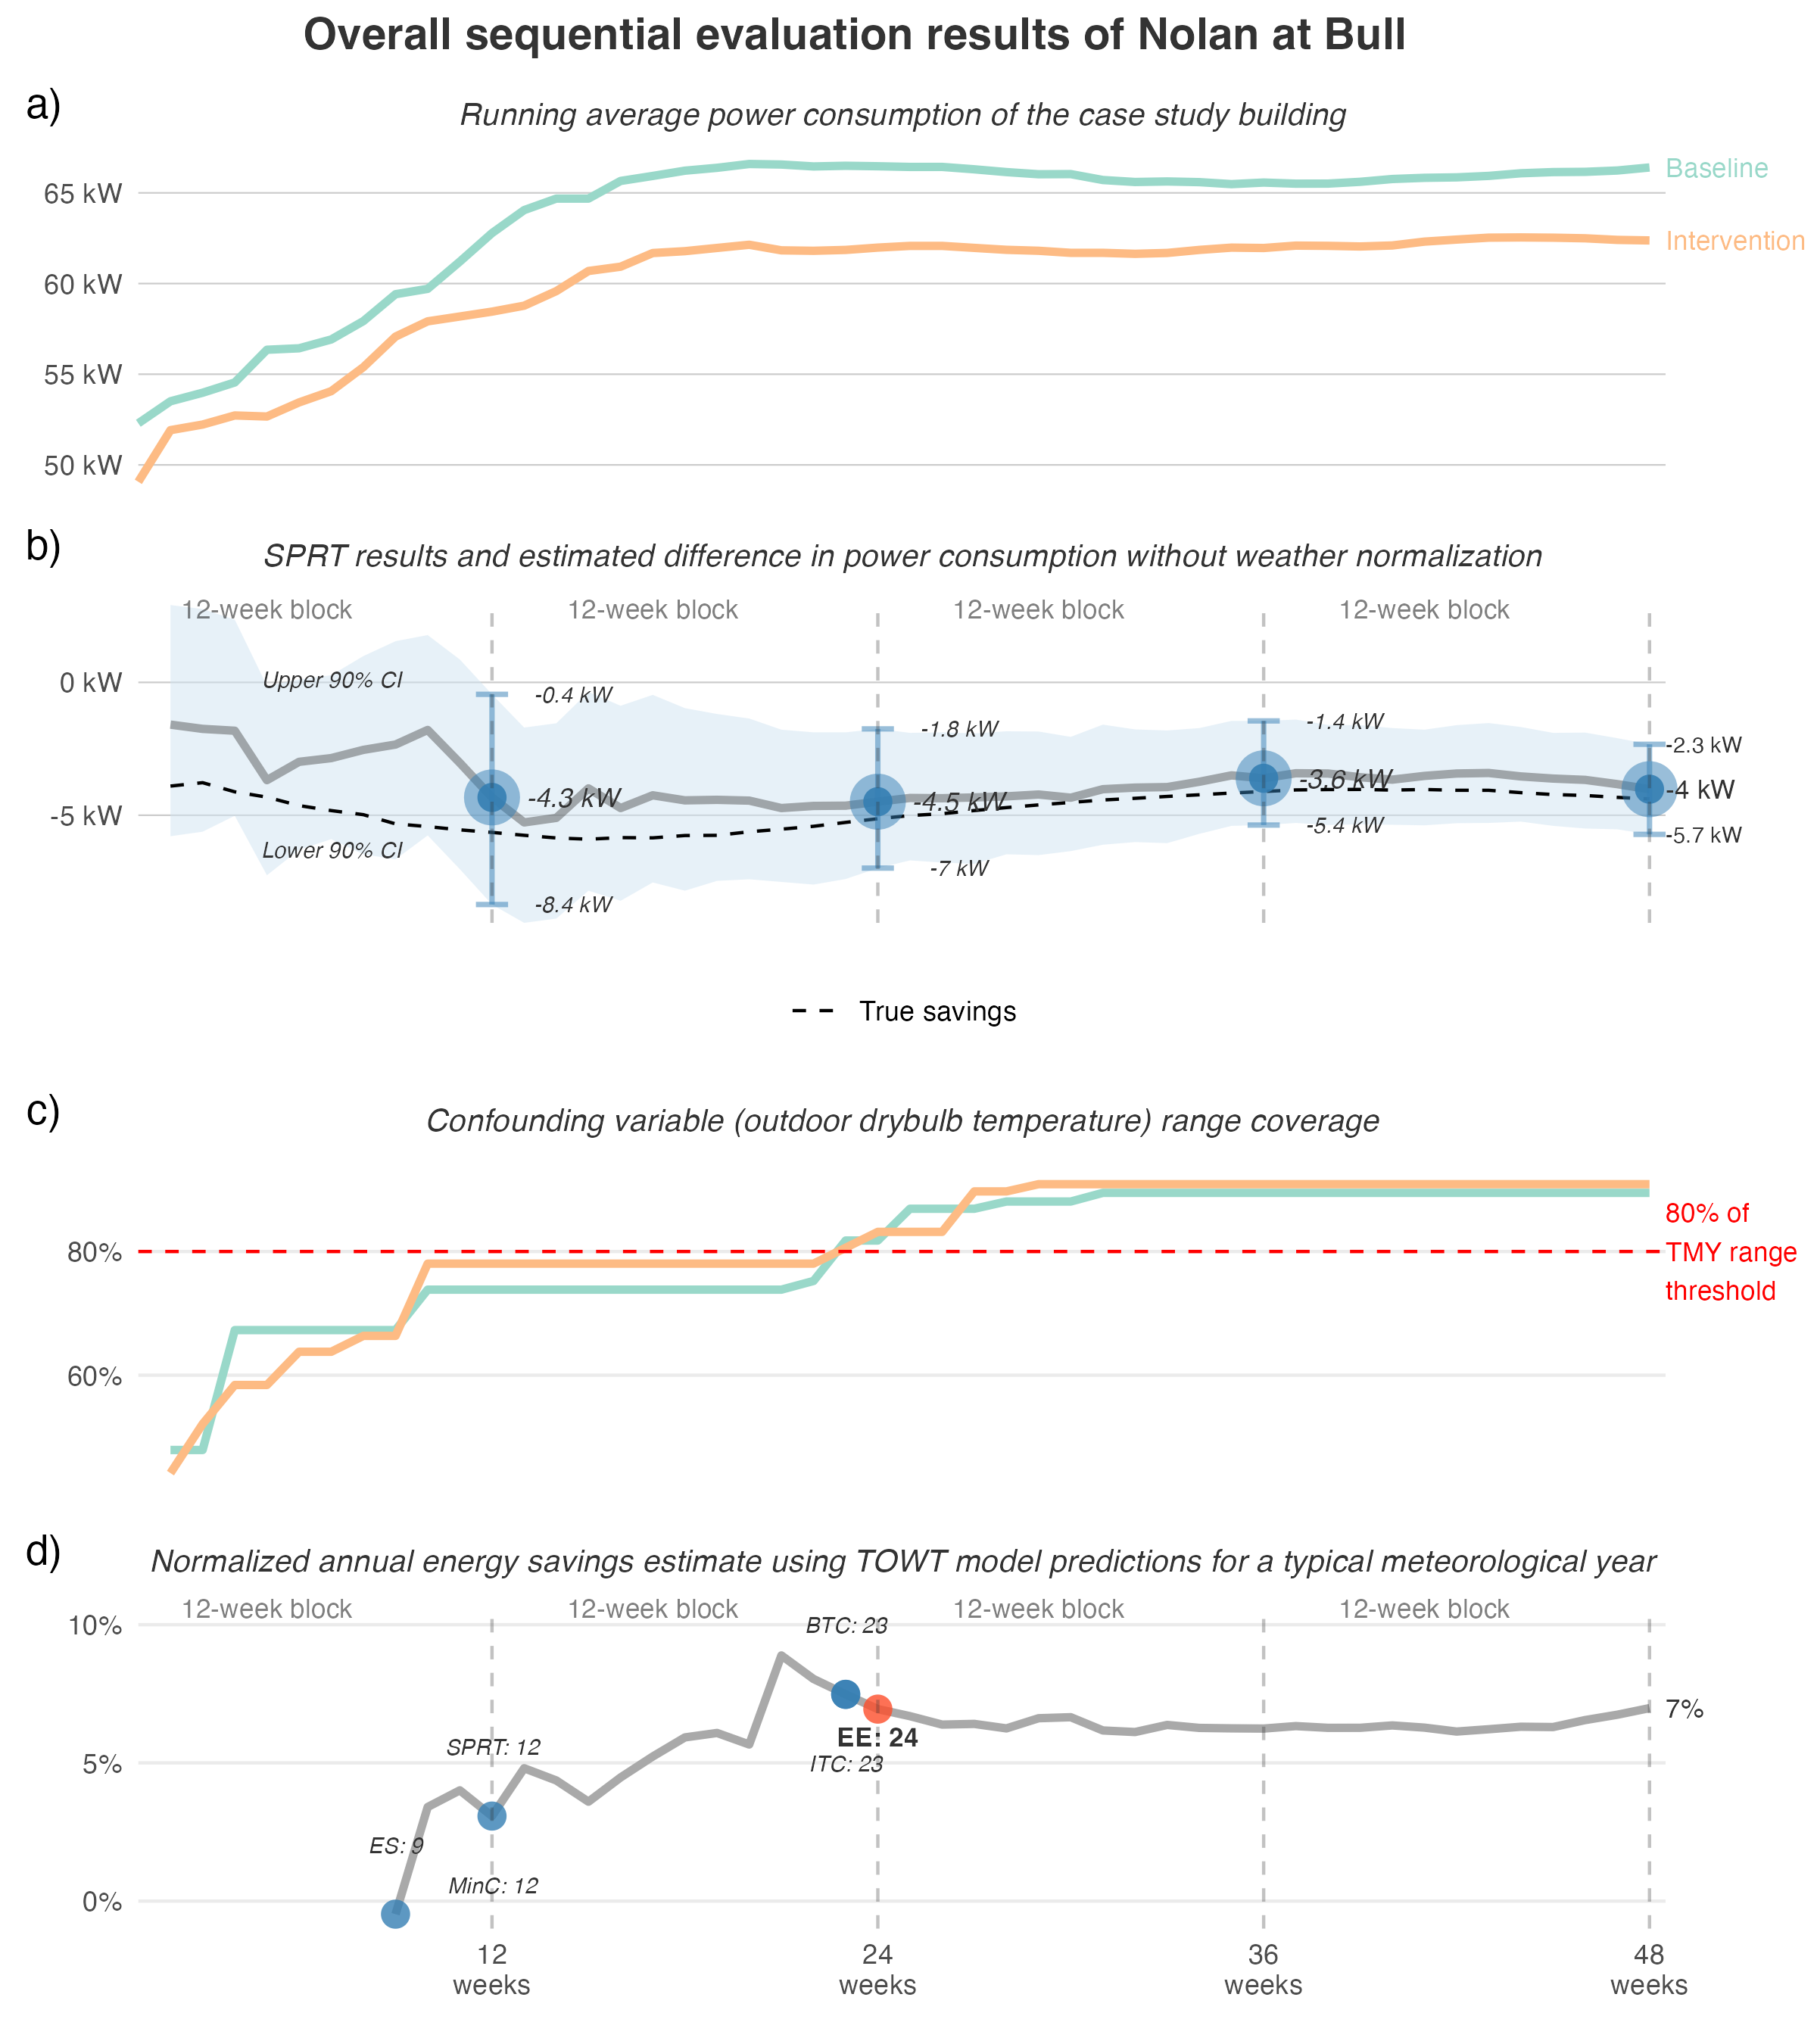 Overall sequential evaluation results of Nolan at Bull
a)
Running average power consumption of the case study building
65 kW
60 kW
55 kW
50 kW
Baseline
Intervention
b)
SPRT results and estimated difference in power consumption without weather normalization
12-week block 12-week block 12-week block 12-week block
0 kW
-5 kW
Upper 90% CI
Lower 90% CI
-0.4 kW
-4.3 kW
-8.4 kW
-1.8 kW
-4.5 kW
-7 kW
-1.4 kW
-3.6 kW
-5.4 kW
-2.3 kW
-4 kW
-5.7 kW
True savings
c)
Confounding variable (outdoor drybulb temperature) range coverage
80%
60%
80% of
TMY range
threshold
d)
Normalized annual energy savings estimate using TOWT model predictions for a typical meteorological year
12-week block 12-week block 12-week block 12-week block
10%
5%
0%
BTC: 23
EE: 24
ITC: 23
SPRT: 12
ES: 9
MinC: 12
7%
12
weeks
24
weeks
36
weeks
48
weeks